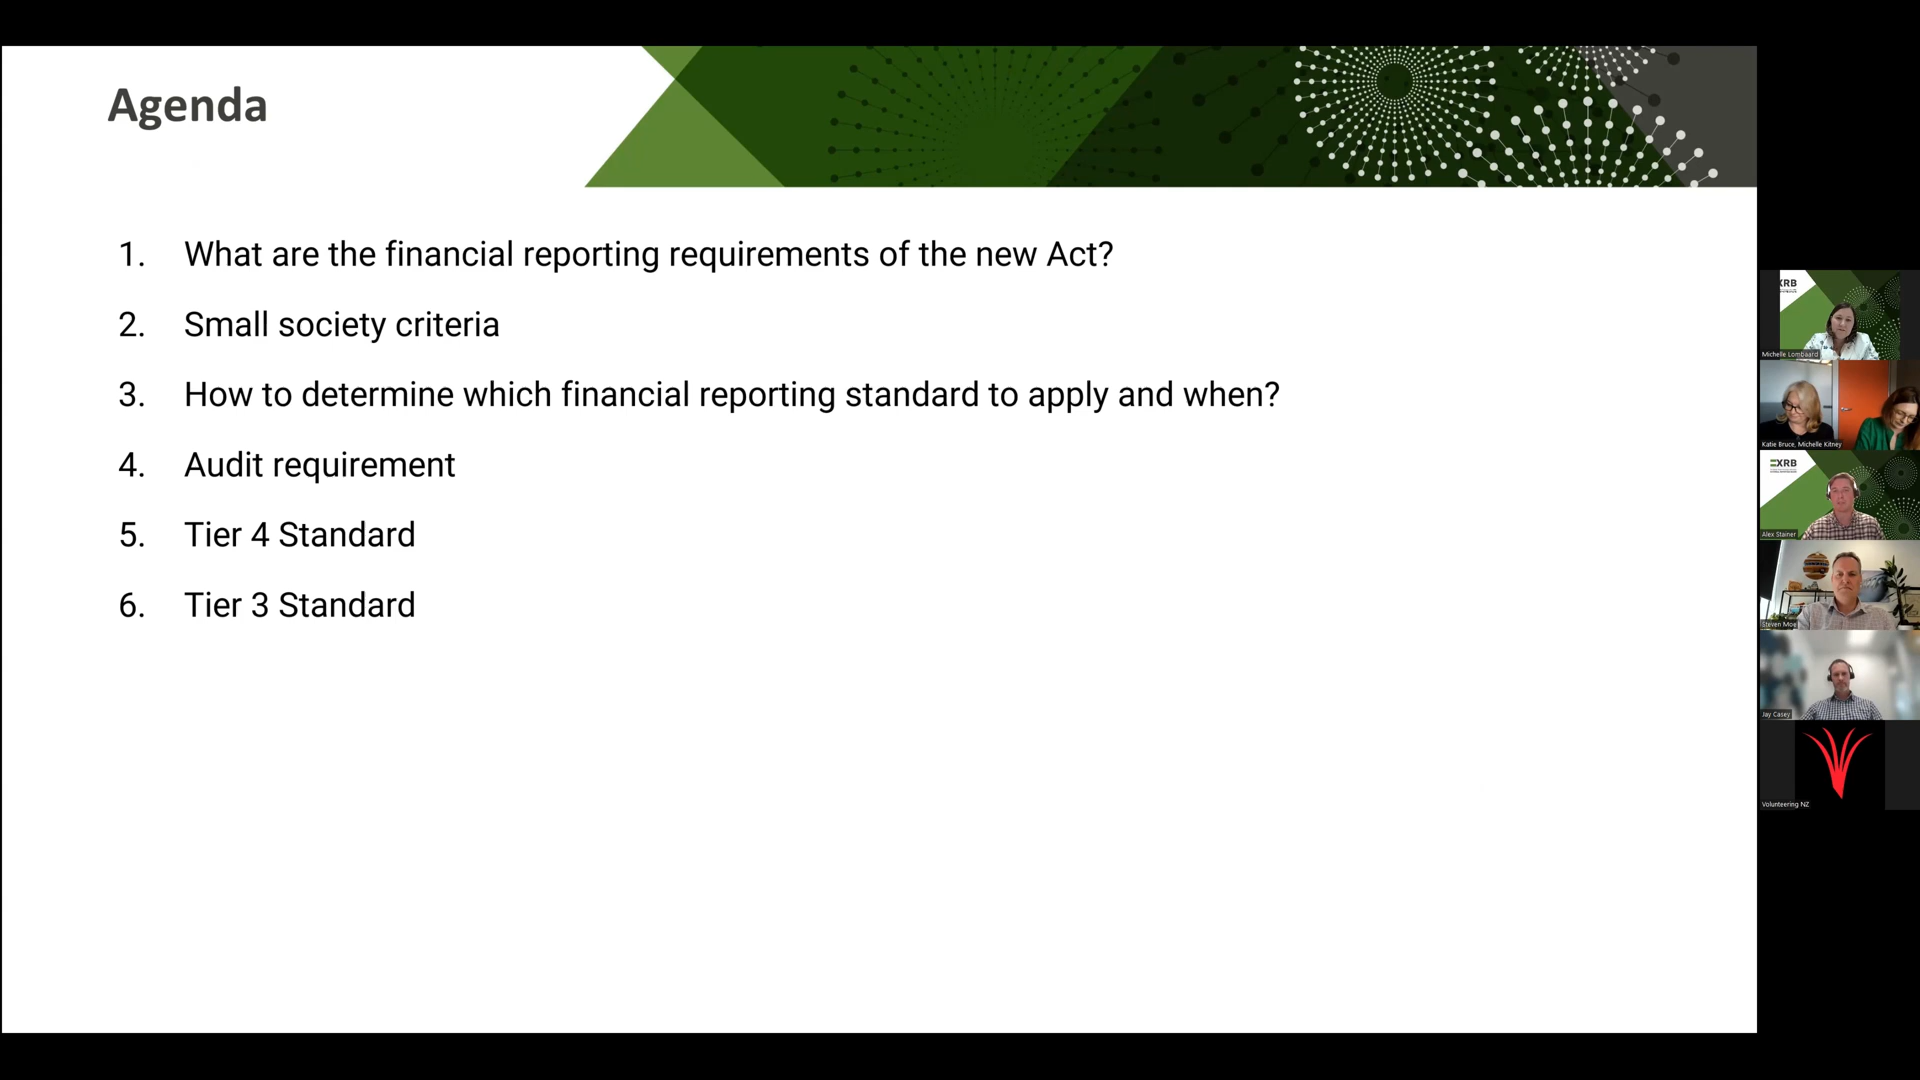 Agenda
1. What are the financial reporting requirements of the new Act?
2. Small society criteria
3. How to determine which financial reporting standard to apply and when?
4. Audit requirement
5. Tier 4 Standard
6. Tier 3 Standard
XRB
Michelle Lombaard
Katie Bruce, Michelle Kitney
XRB
Alex Stainer
Steven Moe
Jay Casey
Volunteering NZ